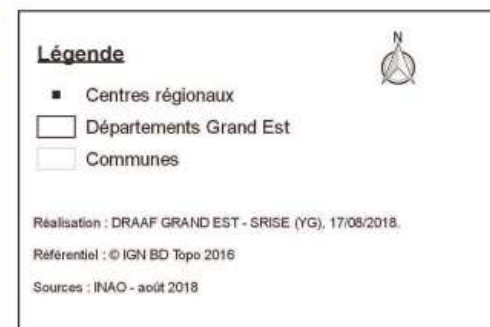 N
Légende
Centres régionaux
Départements Grand Est
Communes
Réalisation : DRAAF GRAND EST - SRISE (YG), 17/08/2018.
Référentiel : © IGN BD Topo 2016
Sources : INAO - août 2018